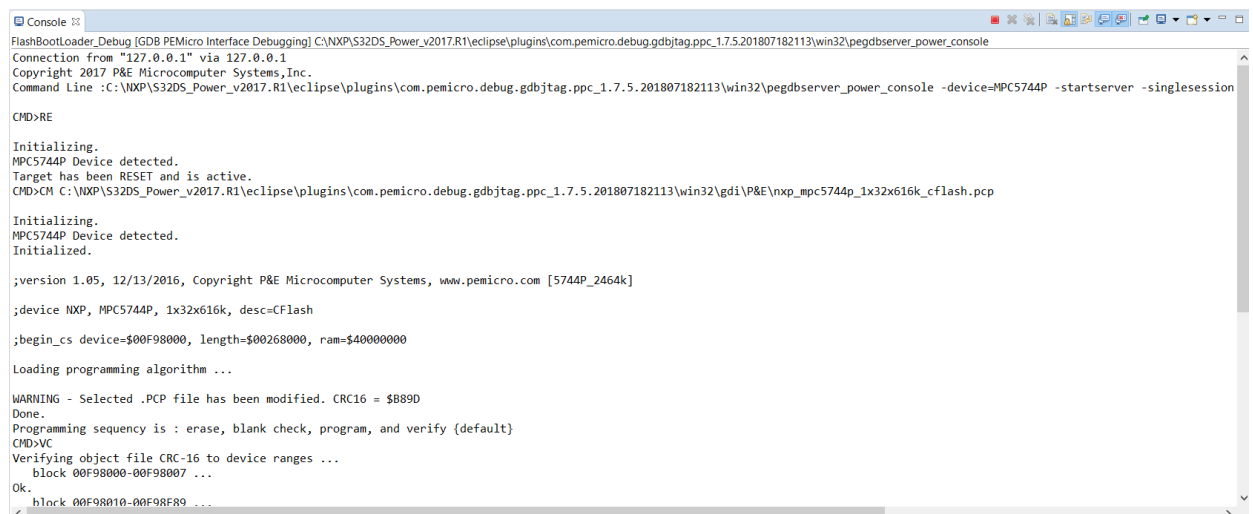 Console
FlashBootLoader_Debug [GDB PEMicro Interface Debugging] C:\NXP\S32DS_Power_v2017.R1\eclipse\plugins\com.pemicro.debug.gdbjtag.ppc_1.7.5.201807182113\win32\pegdbserver_power_console
Connection from "127.0.0.1" via 127.0.0.1
Copyright 2017 P&E Microcomputer Systems,Inc.
Command Line :C:\NXP\S32DS_Power_v2017.R1\eclipse\plugins\com.pemicro.debug.gdbjtag.ppc_1.7.5.201807182113\win32\pegdbserver_power_console -device=MPC5744P -startserver -singlesession
CMD>RE
Initializing.
MPC5744P Device detected.
Target has been RESET and is active.
CMD>CM C:\NXP\S32DS_Power_v2017.R1\eclipse\plugins\com.pemicro.debug.gdbjtag.ppc_1.7.5.201807182113\win32\gdi\P&E\nxp_mpc5744p_1x32x616k_cflash.pcp
Initializing.
MPC5744P Device detected.
Initialized.
;version 1.05, 12/13/2016, Copyright P&E Microcomputer Systems, www.pemicro.com [5744P_2464k]
;device NXP, MPC5744P, 1x32x616k, desc=CFlash
;begin_cs device=$00F98000, length=$00268000, ram=$40000000
Loading programming algorithm ...
WARNING - Selected .PCP file has been modified. CRC16 = $B89D
Done.
Programming sequency is : erase, blank check, program, and verify {default}
CMD>VC
Verifying object file CRC-16 to device ranges ...
block 00F98000-00F98007 ...
Ok.
block 00F98010-00F98F89 ...